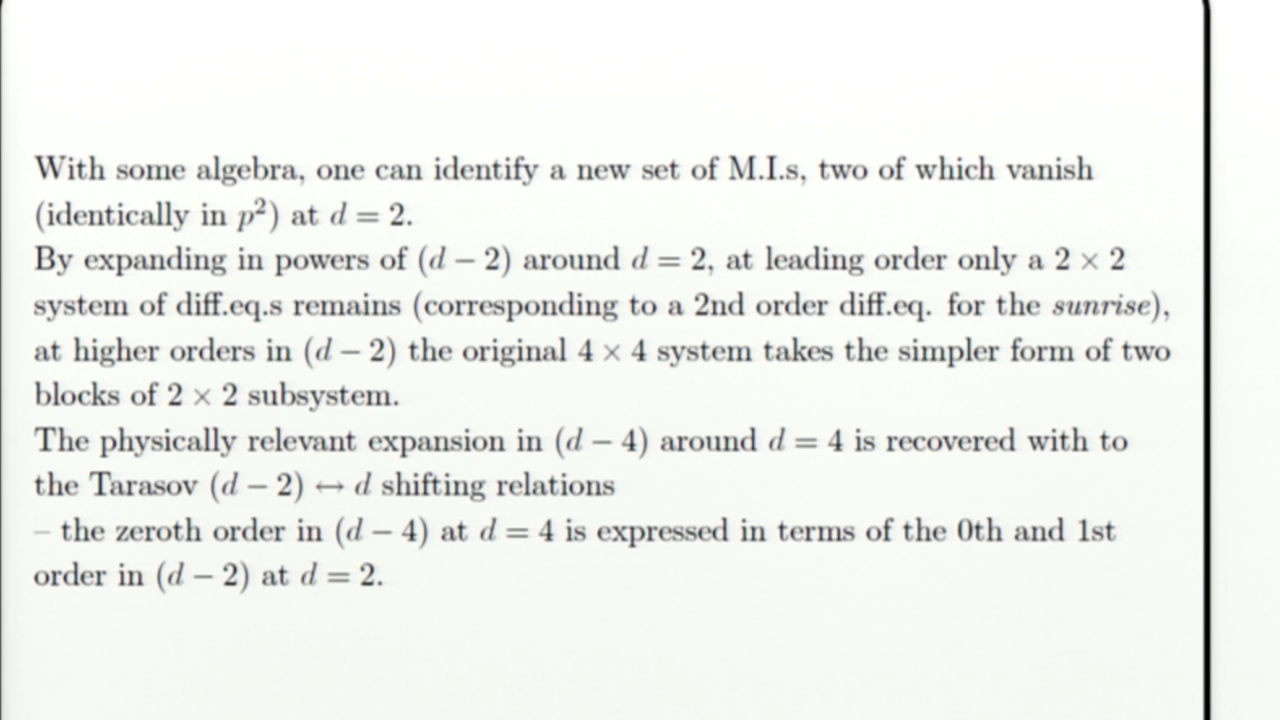 With some algebra, one can identify a new set of M.I.s, two of which vanish
(identically in p²) at d = 2.
By expanding in powers of (d − 2) around d = 2, at leading order only a 2 × 2
system of diff.eq.s remains (corresponding to a 2nd order diff.eq. for the sunrise),
at higher orders in (d − 2) the original 4 × 4 system takes the simpler form of two
blocks of 2 × 2 subsystem.
The physically relevant expansion in (d − 4) around d = 4 is recovered with to
the Tarasov (d − 2) ↔ d shifting relations
– the zeroth order in (d − 4) at d = 4 is expressed in terms of the 0th and 1st
order in (d − 2) at d = 2.